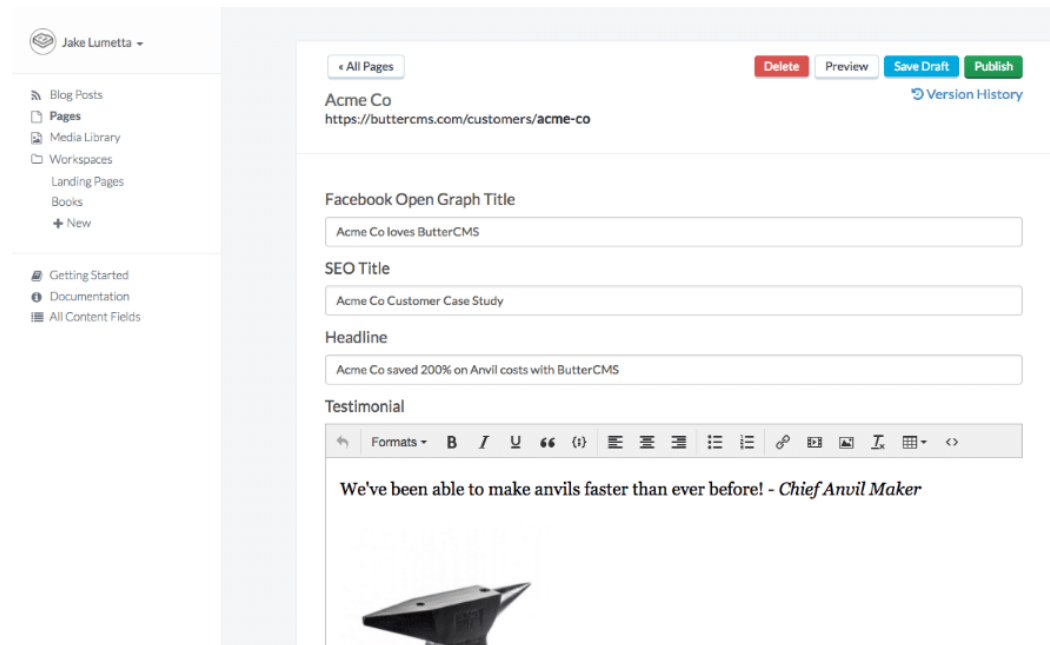 Jake Lumetta
Blog Posts
Pages
Media Library
Workspaces
Landing Pages
Books
+ New
Getting Started
Documentation
All Content Fields
« All Pages
Delete
Preview
Save Draft
Publish
Acme Co
Version History
https://buttercms.com/customers/acme-co
Facebook Open Graph Title
Acme Co loves ButterCMS
SEO Title
Acme Co Customer Case Study
Headline
Acme Co saved 200% on Anvil costs with ButterCMS
Testimonial
Formats B I U
We've been able to make anvils faster than ever before! - Chief Anvil Maker